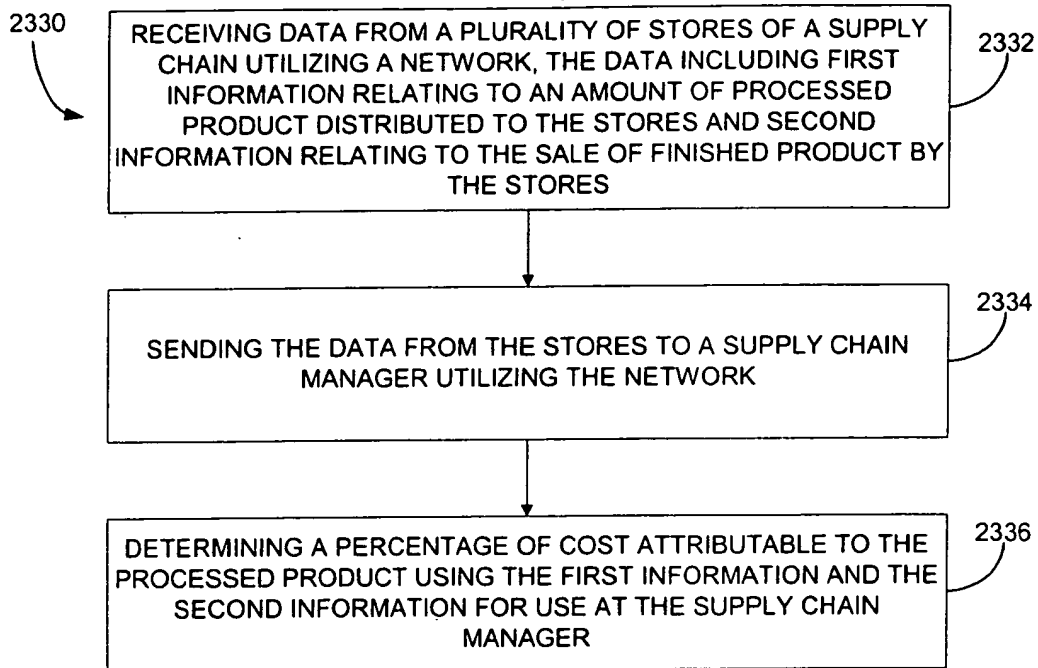 2330
RECEIVING DATA FROM A PLURALITY OF STORES OF A SUPPLY
CHAIN UTILIZING A NETWORK, THE DATA INCLUDING FIRST
INFORMATION RELATING TO AN AMOUNT OF PROCESSED
PRODUCT DISTRIBUTED TO THE STORES AND SECOND
INFORMATION RELATING TO THE SALE OF FINISHED PRODUCT BY
THE STORES
2332
SENDING THE DATA FROM THE STORES TO A SUPPLY CHAIN
MANAGER UTILIZING THE NETWORK
2334
DETERMINING A PERCENTAGE OF COST ATTRIBUTABLE TO THE
PROCESSED PRODUCT USING THE FIRST INFORMATION AND THE
SECOND INFORMATION FOR USE AT THE SUPPLY CHAIN
MANAGER
2336